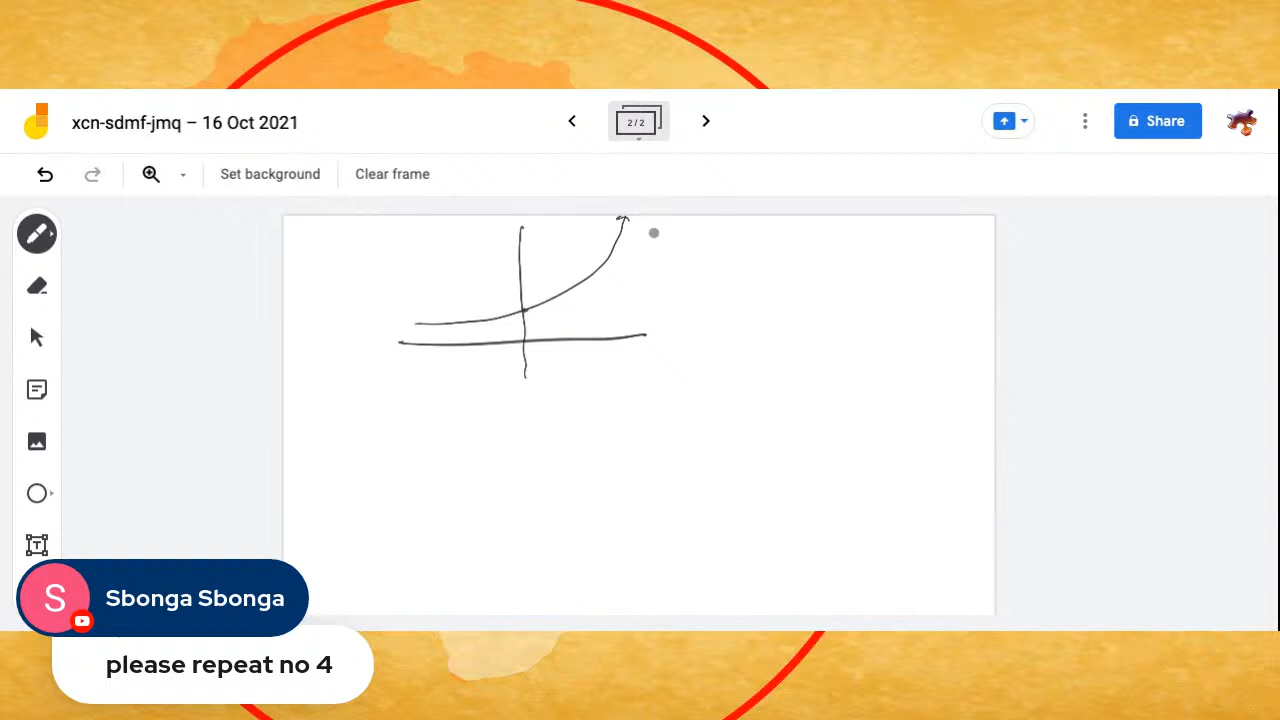 xcn-sdmf-jmq – 16 Oct 2021
2 / 2
Share
Set background
Clear frame
T
S
Sbonga Sbonga
please repeat no 4